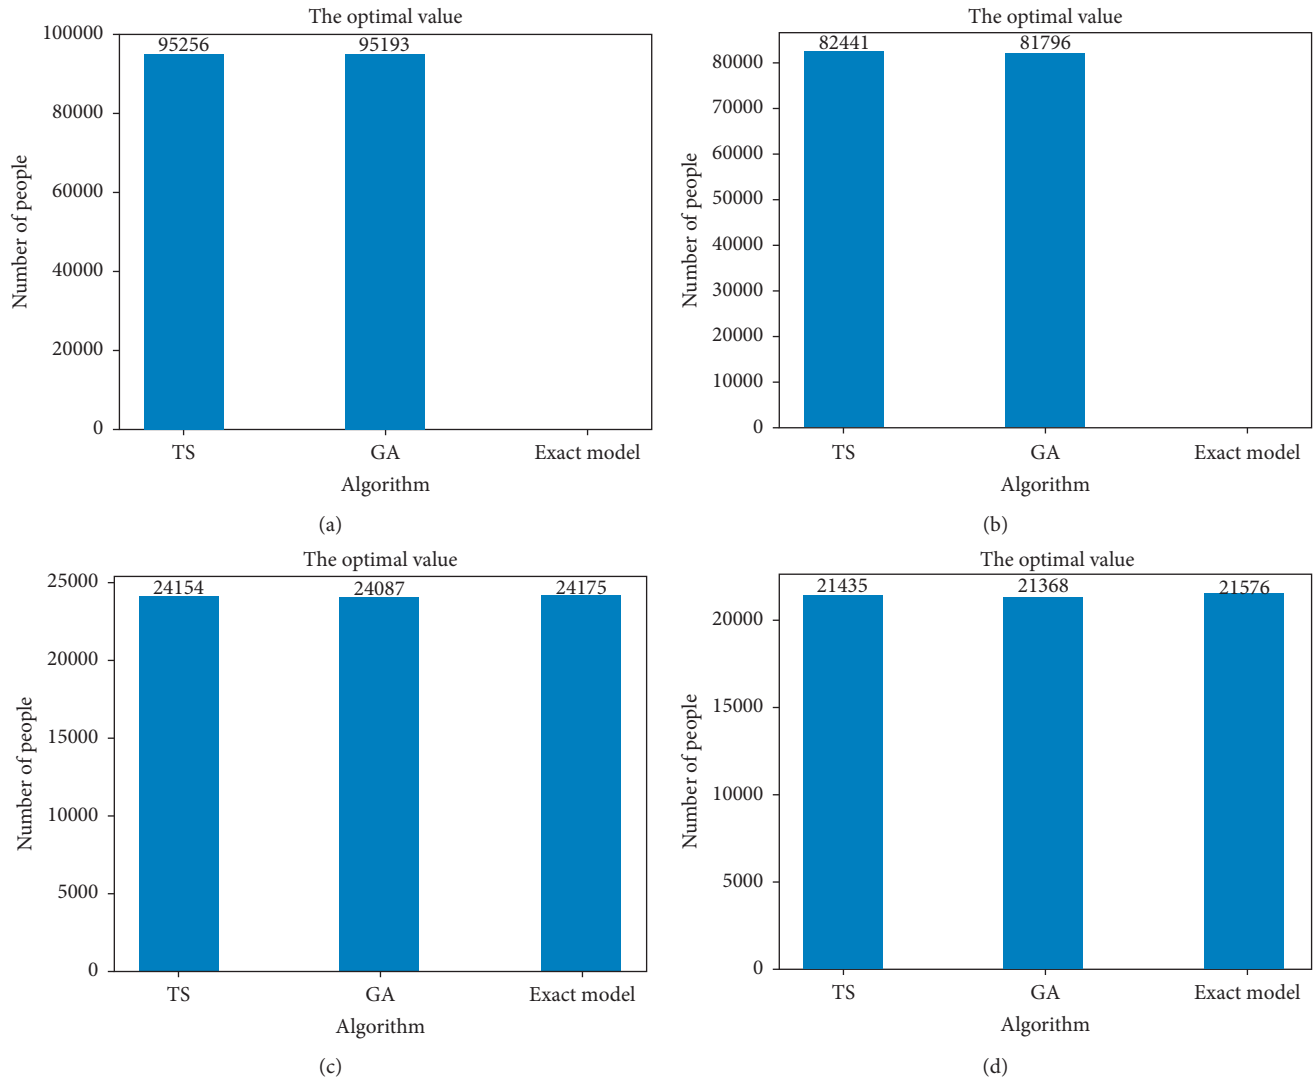 The optimal value
100000
80000
60000
40000
20000
0
Number of people
95256
95193
TS
GA
Exact model
Algorithm
(a)
The optimal value
80000
70000
60000
50000
40000
30000
20000
10000
0
Number of people
82441
81796
TS
GA
Exact model
Algorithm
(b)
The optimal value
25000
20000
15000
10000
5000
0
Number of people
24154
24087
24175
TS
GA
Exact model
Algorithm
(c)
The optimal value
20000
15000
10000
5000
0
Number of people
21435
21368
21576
TS
GA
Exact model
Algorithm
(d)